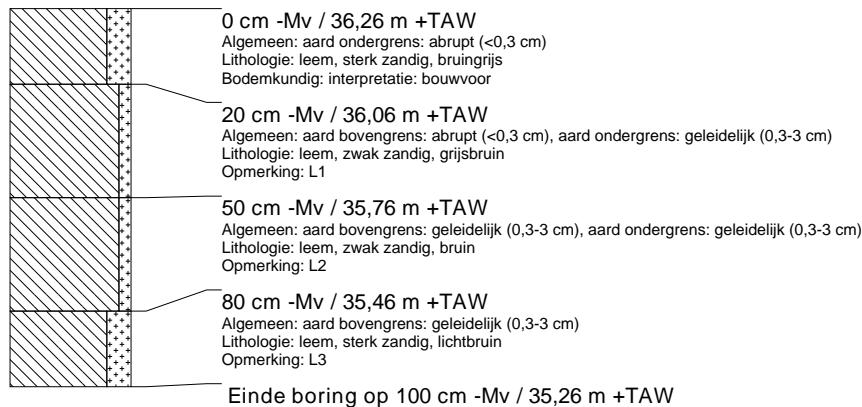 0 cm -Mv / 36,26 m +TAW
Algemeen: aard ondergrens: abrupt (<0,3 cm)
Lithologie: leem, sterk zandig, bruingrijs
Bodemkundig: interpretatie: bouwvoor
20 cm -Mv / 36,06 m +TAW
Algemeen: aard bovengrens: abrupt (<0,3 cm), aard ondergrens: geleidelijk (0,3-3 cm)
Lithologie: leem, zwak zandig, grijsbruin
Opmerking: L1
50 cm -Mv / 35,76 m +TAW
Algemeen: aard bovengrens: geleidelijk (0,3-3 cm), aard ondergrens: geleidelijk (0,3-3 cm)
Lithologie: leem, zwak zandig, bruin
Opmerking: L2
80 cm -Mv / 35,46 m +TAW
Algemeen: aard bovengrens: geleidelijk (0,3-3 cm)
Lithologie: leem, sterk zandig, lichtbruin
Opmerking: L3
Einde boring op 100 cm -Mv / 35,26 m +TAW